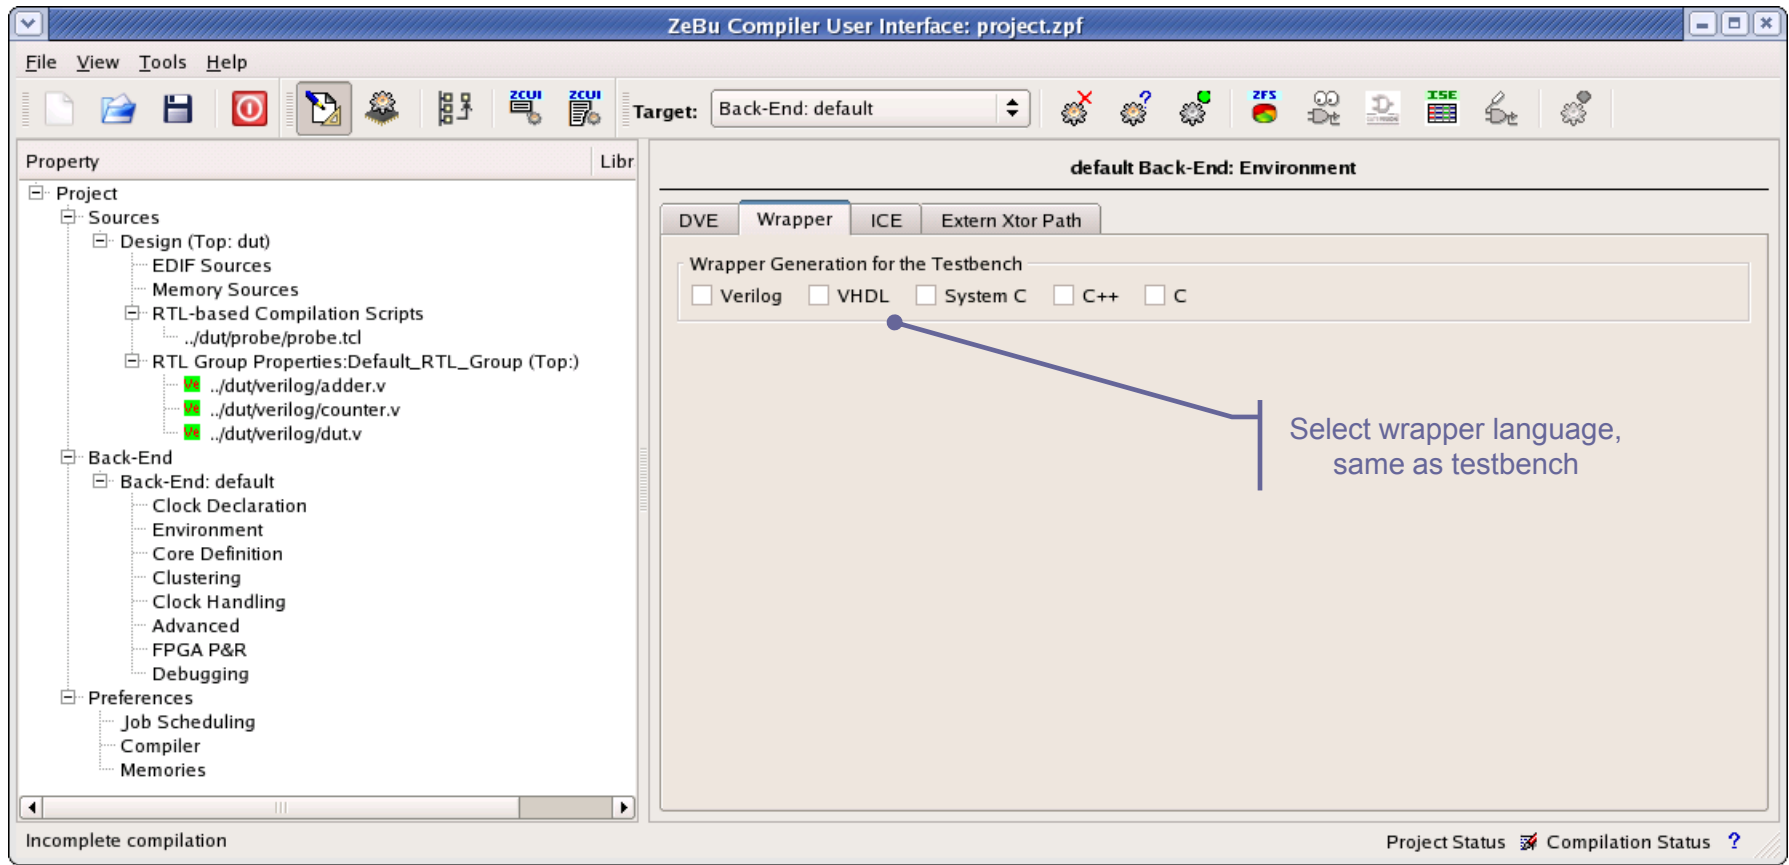 ZeBu Compiler User Interface: project.zpf
File View Tools Help
ZCUI ZCUI Target: Back-End: default ? ZFS ISE
Property Libr
Project
Sources
Design (Top: dut)
EDIF Sources
Memory Sources
RTL-based Compilation Scripts
../dut/probe/probe.tcl
RTL Group Properties:Default_RTL_Group (Top:)
Ve ../dut/verilog/adder.v
Ve ../dut/verilog/counter.v
Ve ../dut/verilog/dut.v
Back-End
Back-End: default
Clock Declaration
Environment
Core Definition
Clustering
Clock Handling
Advanced
FPGA P&R
Debugging
Preferences
Job Scheduling
Compiler
Memories
default Back-End: Environment
DVE Wrapper ICE Extern Xtor Path
Wrapper Generation for the Testbench
Verilog VHDL System C C++ C
Select wrapper language,
same as testbench
Incomplete compilation
Project Status Compilation Status ?